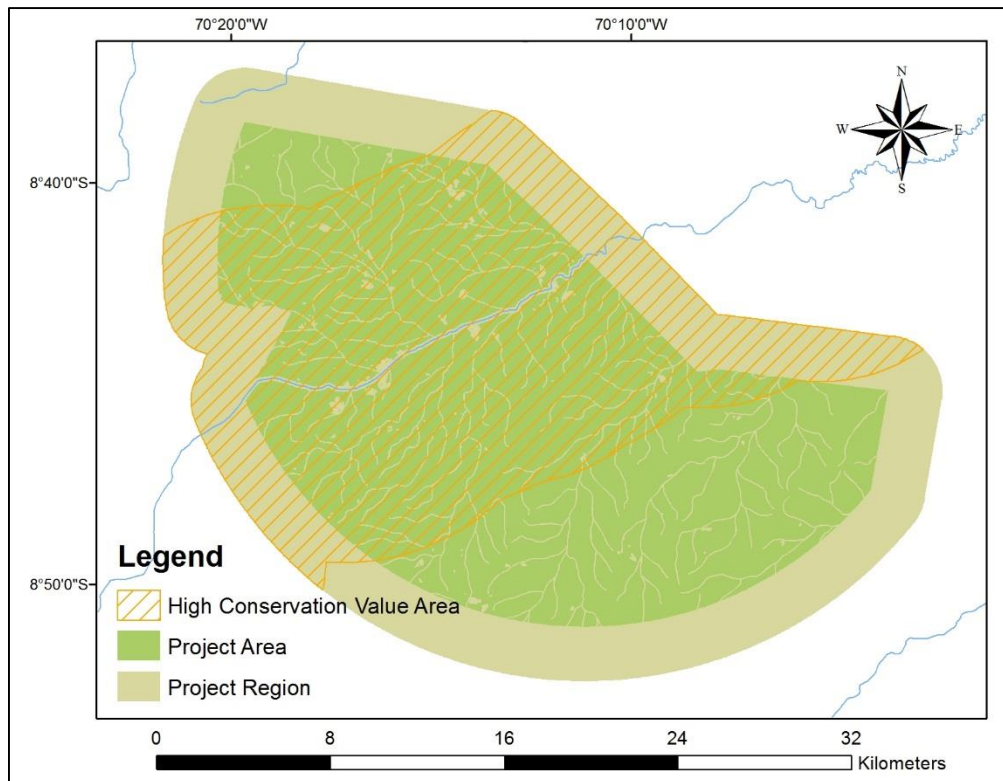 70°20'0"W 70°10'0"W
N
W E
S
8°40'0"S
8°50'0"S
Legend
High Conservation Value Area
Project Area
Project Region
0 8 16 24 32
Kilometers